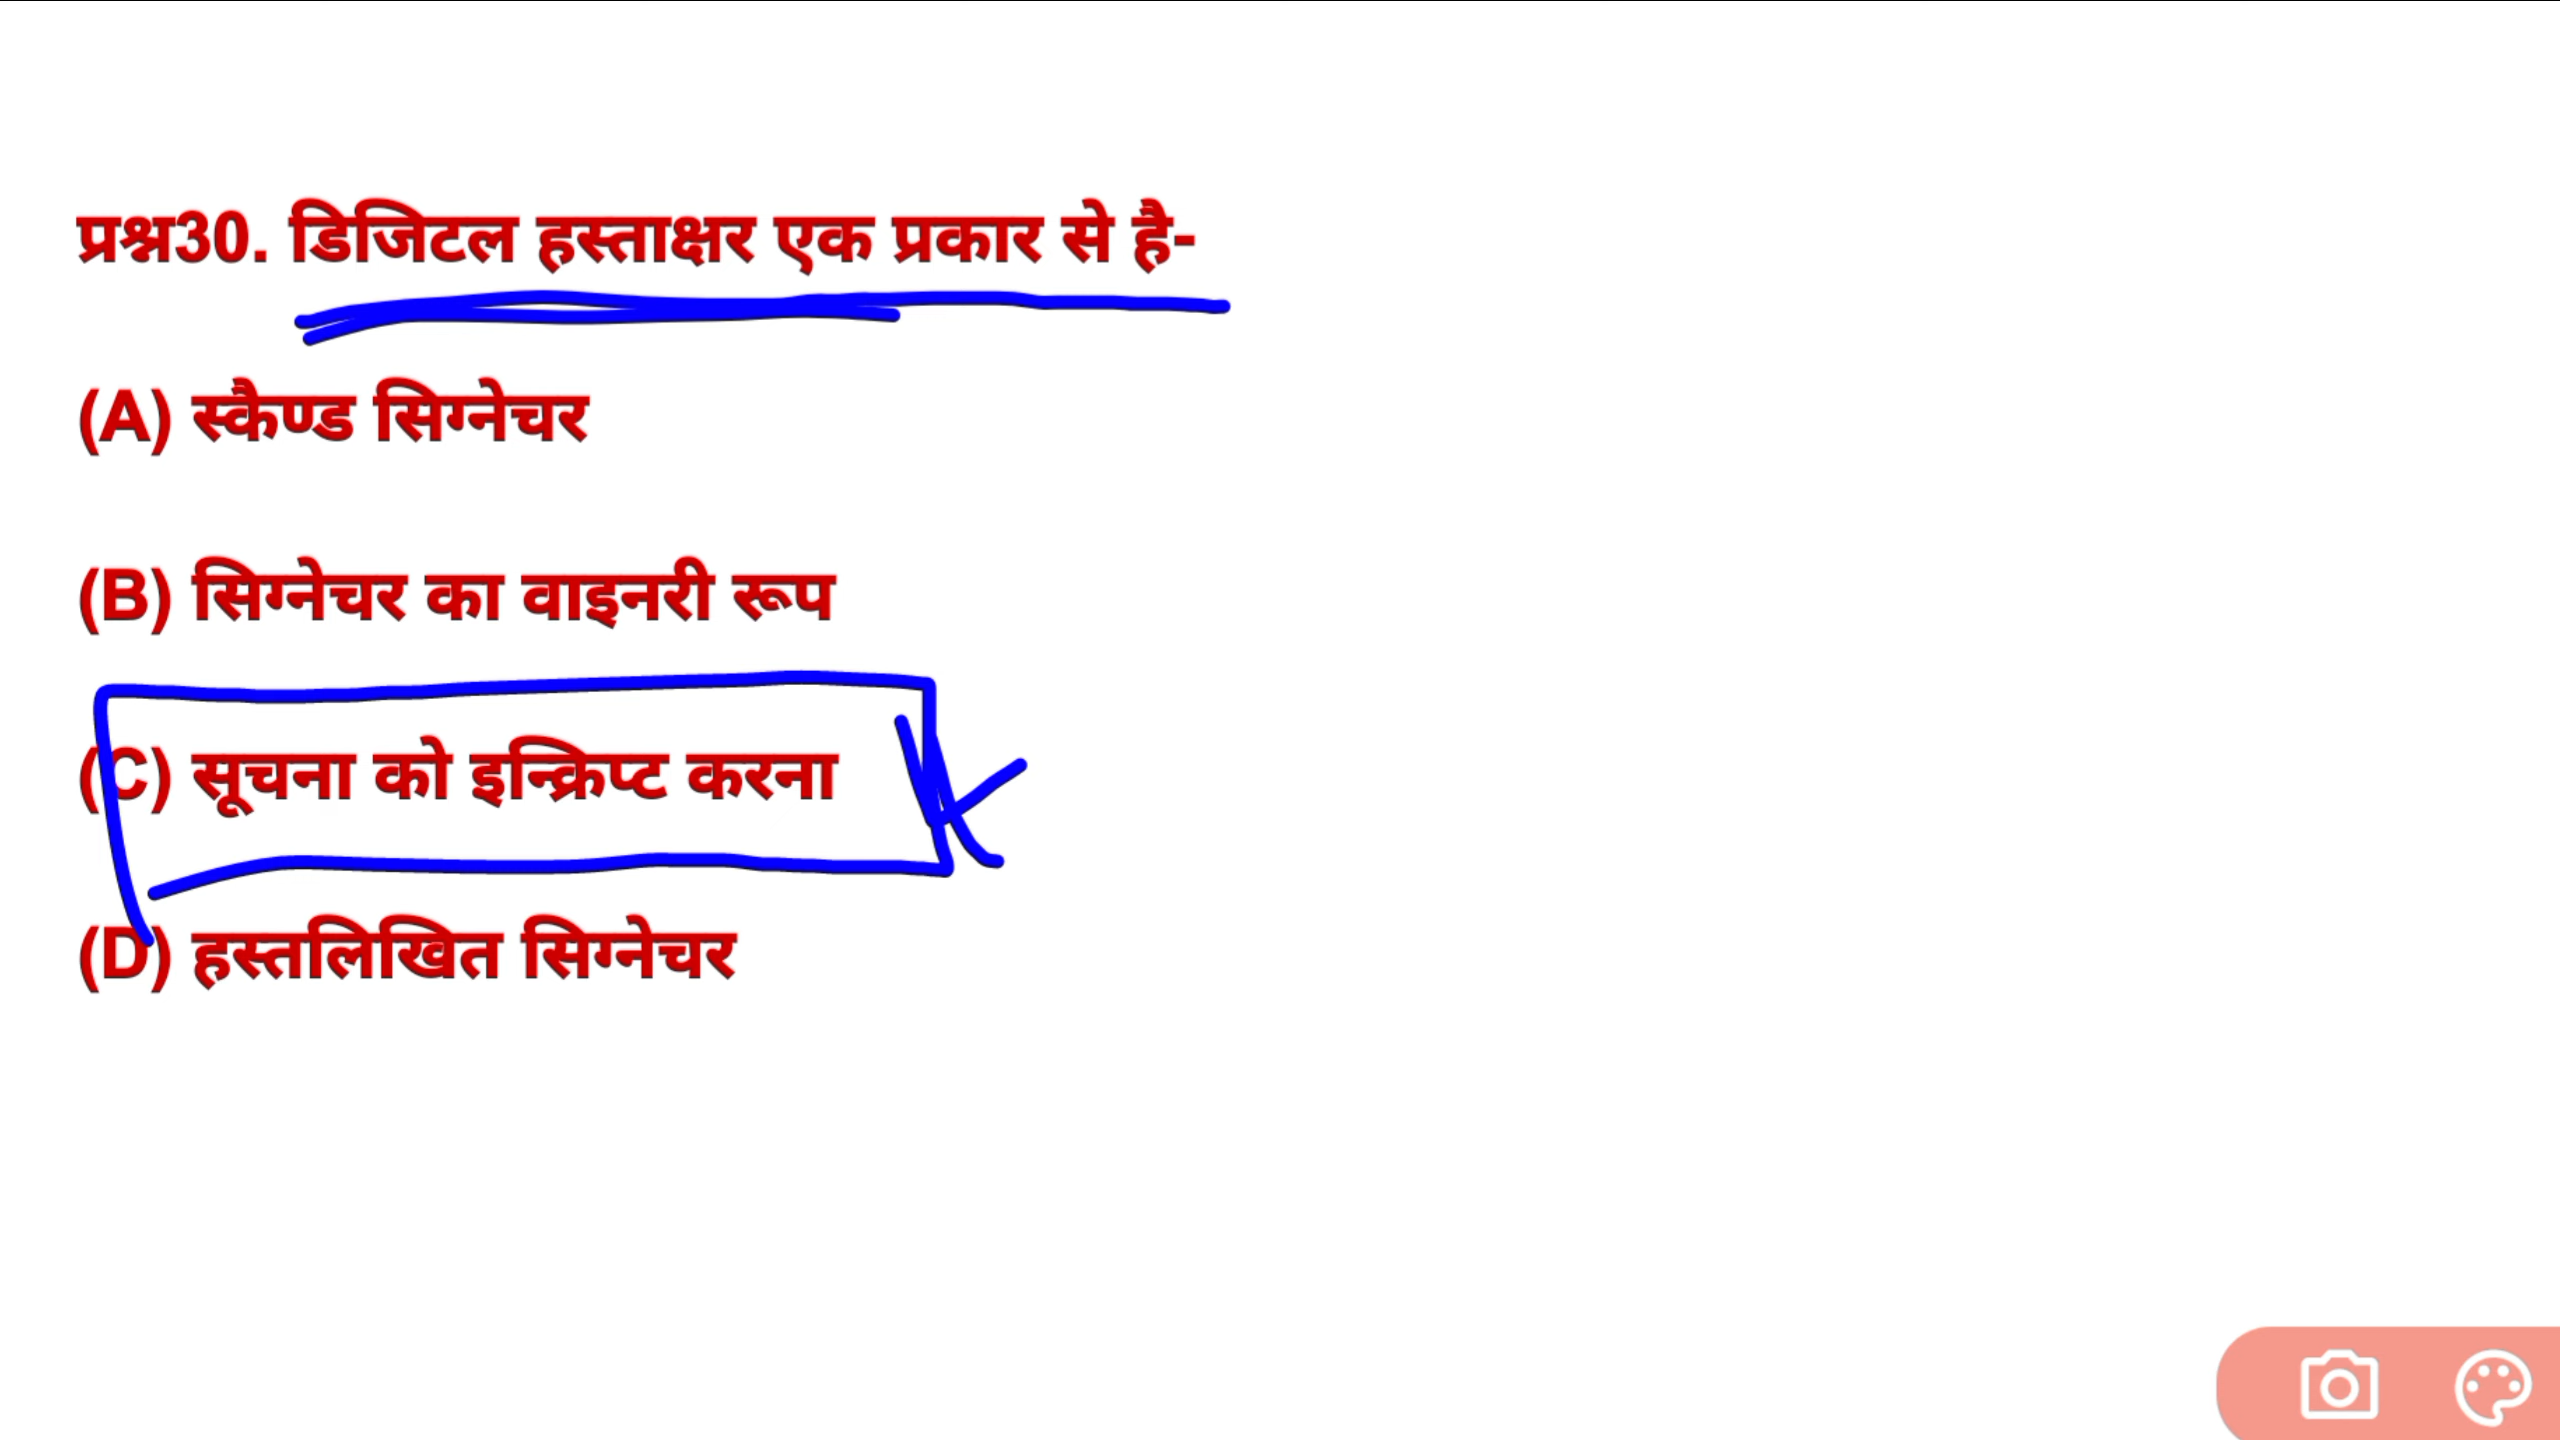 प्रश्न30. डिजिटल हस्ताक्षर एक प्रकार से है-
(A) स्कैण्ड सिग्नेचर
(B) सिग्नेचर का वाइनरी रूप
(C) सूचना को इन्क्रिप्ट करना
(D) हस्तलिखित सिग्नेचर